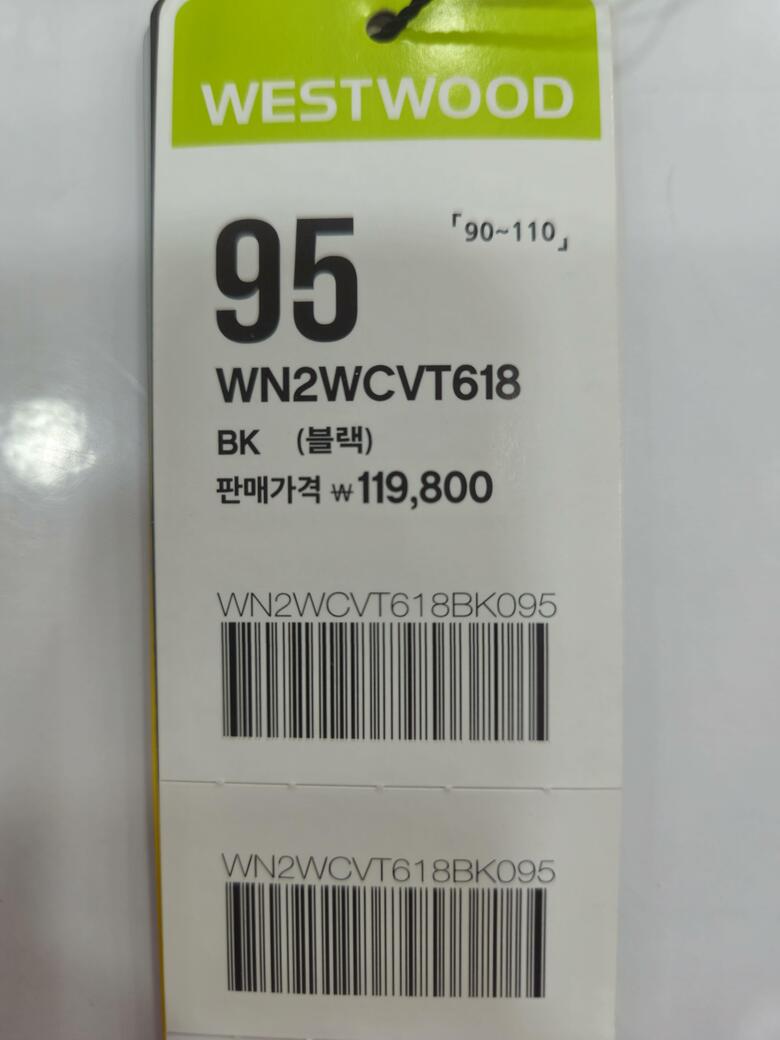 WESTWOOD
95 「90~110」
WN2WCVT618
BK (블랙)
판매가격 ₩119,800
WN2WCVT618BK095
WN2WCVT618BK095